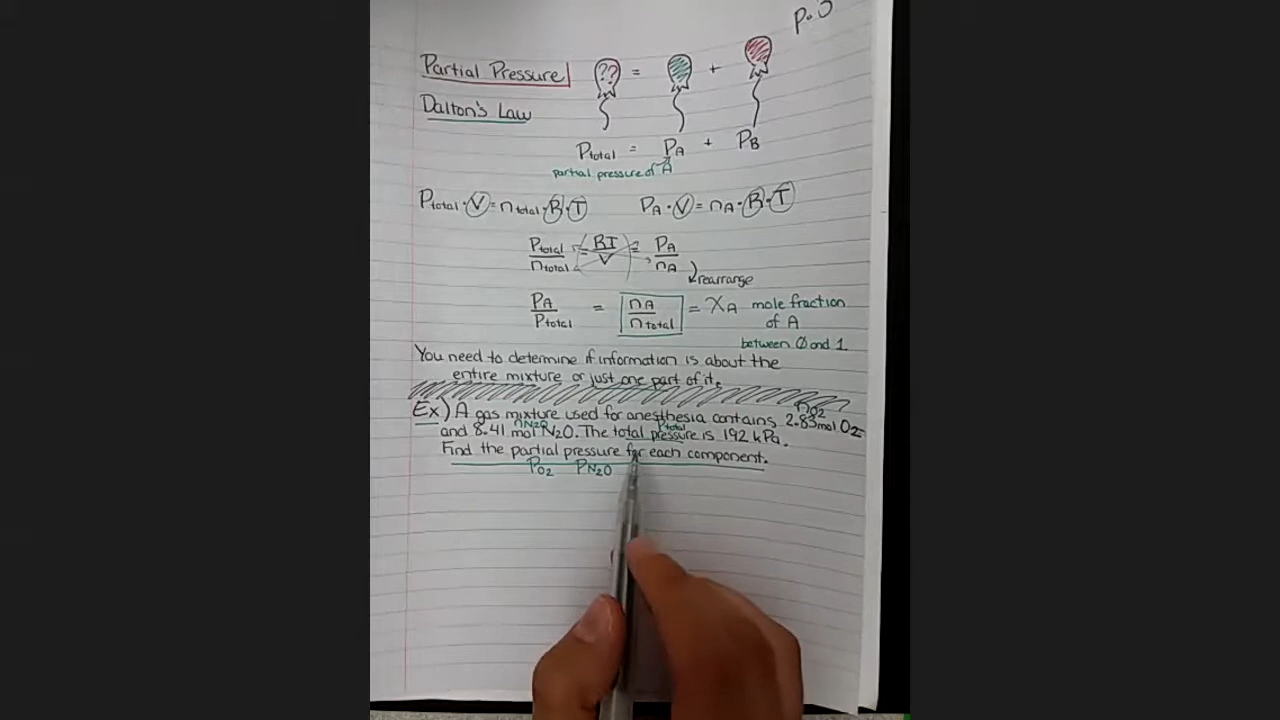 Partial Pressure ?? = +
Dalton's Law
Ptotal = PA + PB
partial pressure of A
Ptotal · V = ntotal · R · T PA · V = nA · R · T
Ptotal/ntotal = (RT/V) = PA/nA
rearrange
PA/Ptotal = nA/ntotal = XA mole fraction
of A
between 0 and 1
You need to determine if information is about the
entire mixture or just one part of it.
nO2
Ex) A gas mixture used for anesthesia contains 2.83 mol O2
nN2O Ptotal
and 8.41 mol N2O. The total pressure is 192 kPa.
Find the partial pressure for each component.
PO2 PN2O